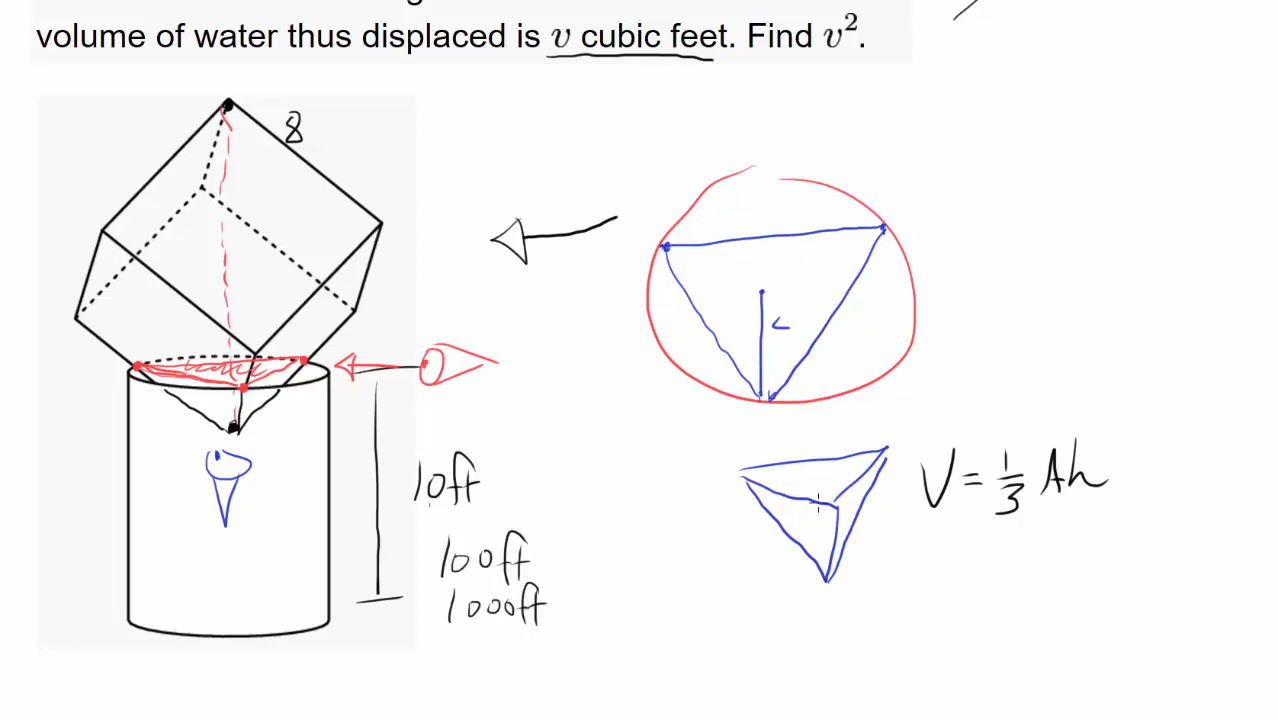 volume of water thus displaced is v cubic feet. Find v².
8
10ft
100ft
1000ft
V = 1/3 Ah